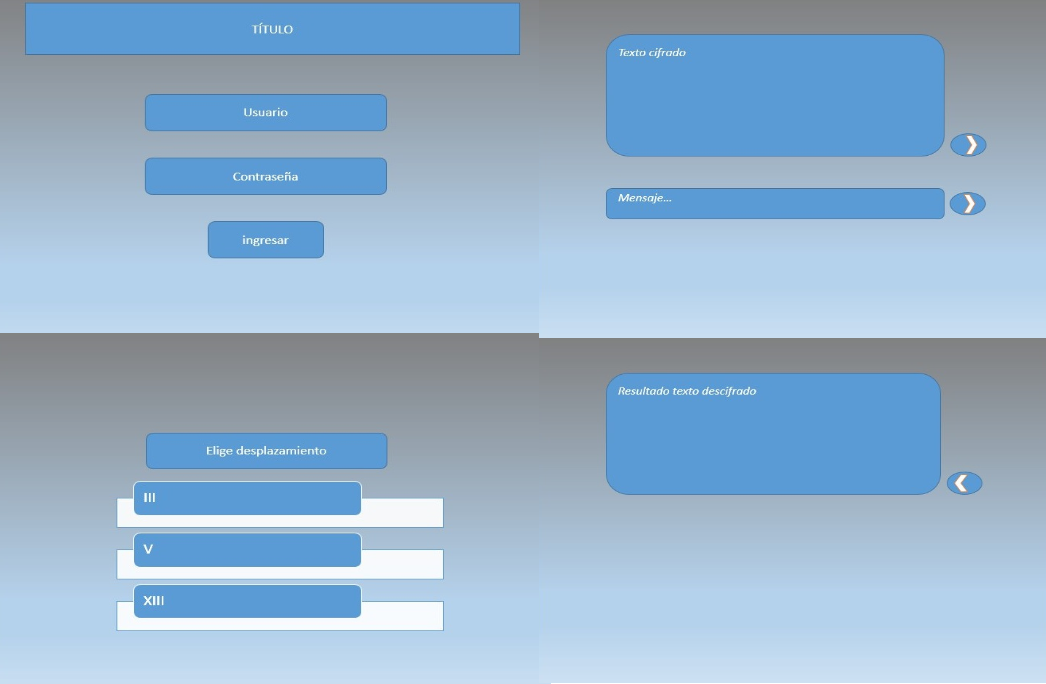 TÍTULO
Usuario
Contraseña
ingresar
Texto cifrado
Mensaje...
Elige desplazamiento
III
V
XIII
Resultado texto descifrado